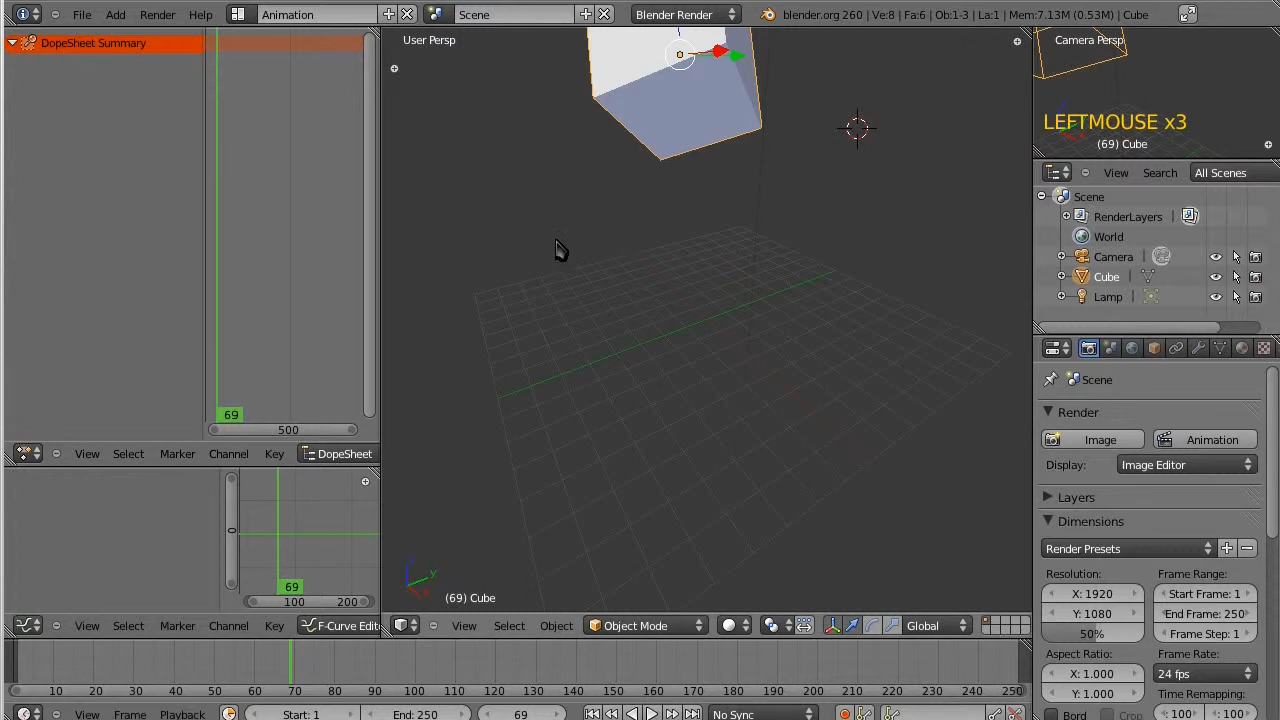 File Add Render Help Animation Scene Blender Render blender.org 260 | Ve:8 | Fa:6 | Ob:1-3 | La:1 | Mem:7.13M (0.53M) | Cube
DopeSheet Summary
User Persp
Camera Persp
LEFTMOUSE x3
(69) Cube
View Search All Scenes
Scene
RenderLayers
World
Camera
Cube
Lamp
Scene
Render
69
500
Image Animation
View Select Marker Channel Key DopeSheet
Display: Image Editor
Layers
Dimensions
0
Render Presets
Resolution: Frame Range:
69
X: 1920 Start Frame: 1
100 200
(69) Cube
Y: 1080 End Frame: 250
View Select Marker Channel Key F-Curve Edit
View Select Object Object Mode Global
50% Frame Step: 1
Aspect Ratio: Frame Rate:
X: 1.000 24 fps
10 20 30 40 50 60 70 80 90 100 110 120 130 140 150 160 170 180 190 200 210 220 230 240 250
Y: 1.000 Time Remapping:
View Frame Playback Start: 1 End: 250 69 No Sync
Bord :100 :100